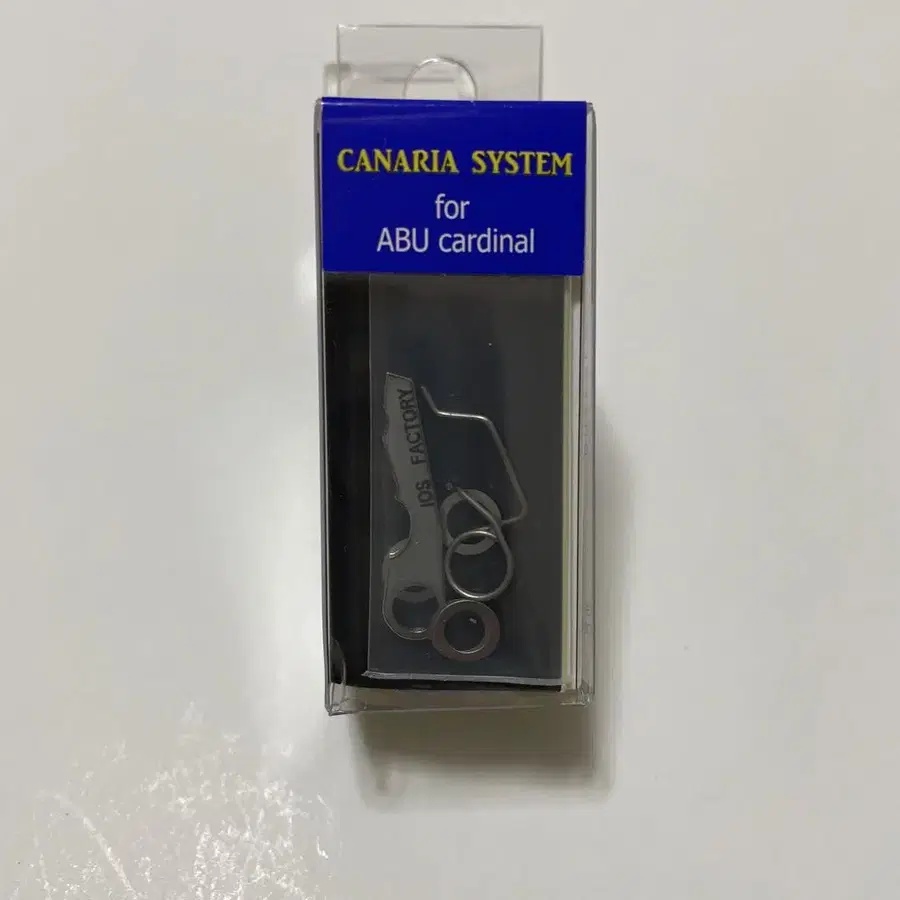 CANARIA SYSTEM
for
ABU cardinal
IOS FACTORY